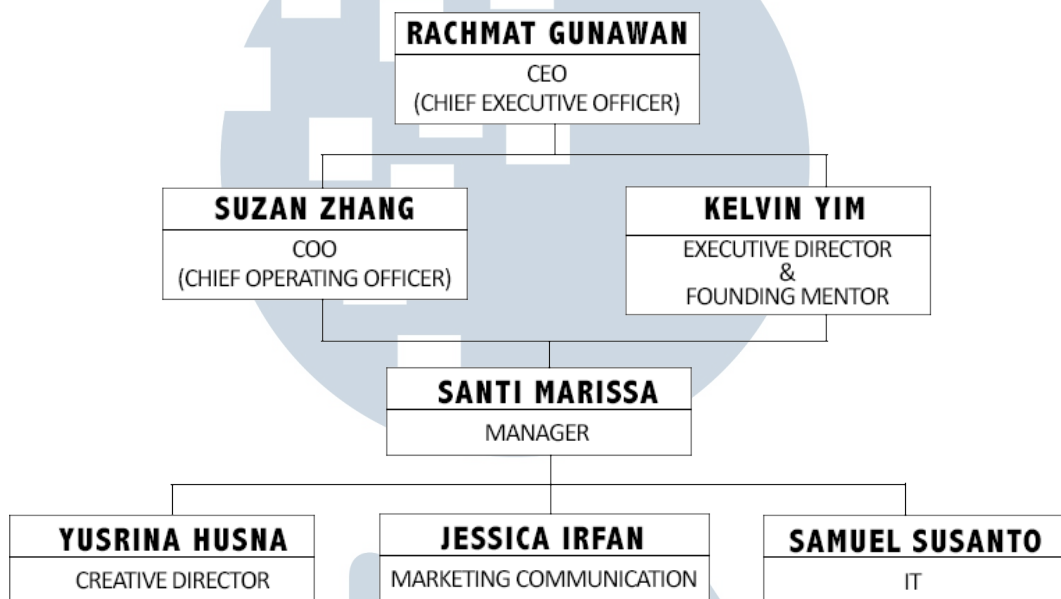 RACHMAT GUNAWAN
CEO
(CHIEF EXECUTIVE OFFICER)
SUZAN ZHANG
COO
(CHIEF OPERATING OFFICER)
KELVIN YIM
EXECUTIVE DIRECTOR
&
FOUNDING MENTOR
SANTI MARISSA
MANAGER
YUSRINA HUSNA
CREATIVE DIRECTOR
JESSICA IRFAN
MARKETING COMMUNICATION
SAMUEL SUSANTO
IT